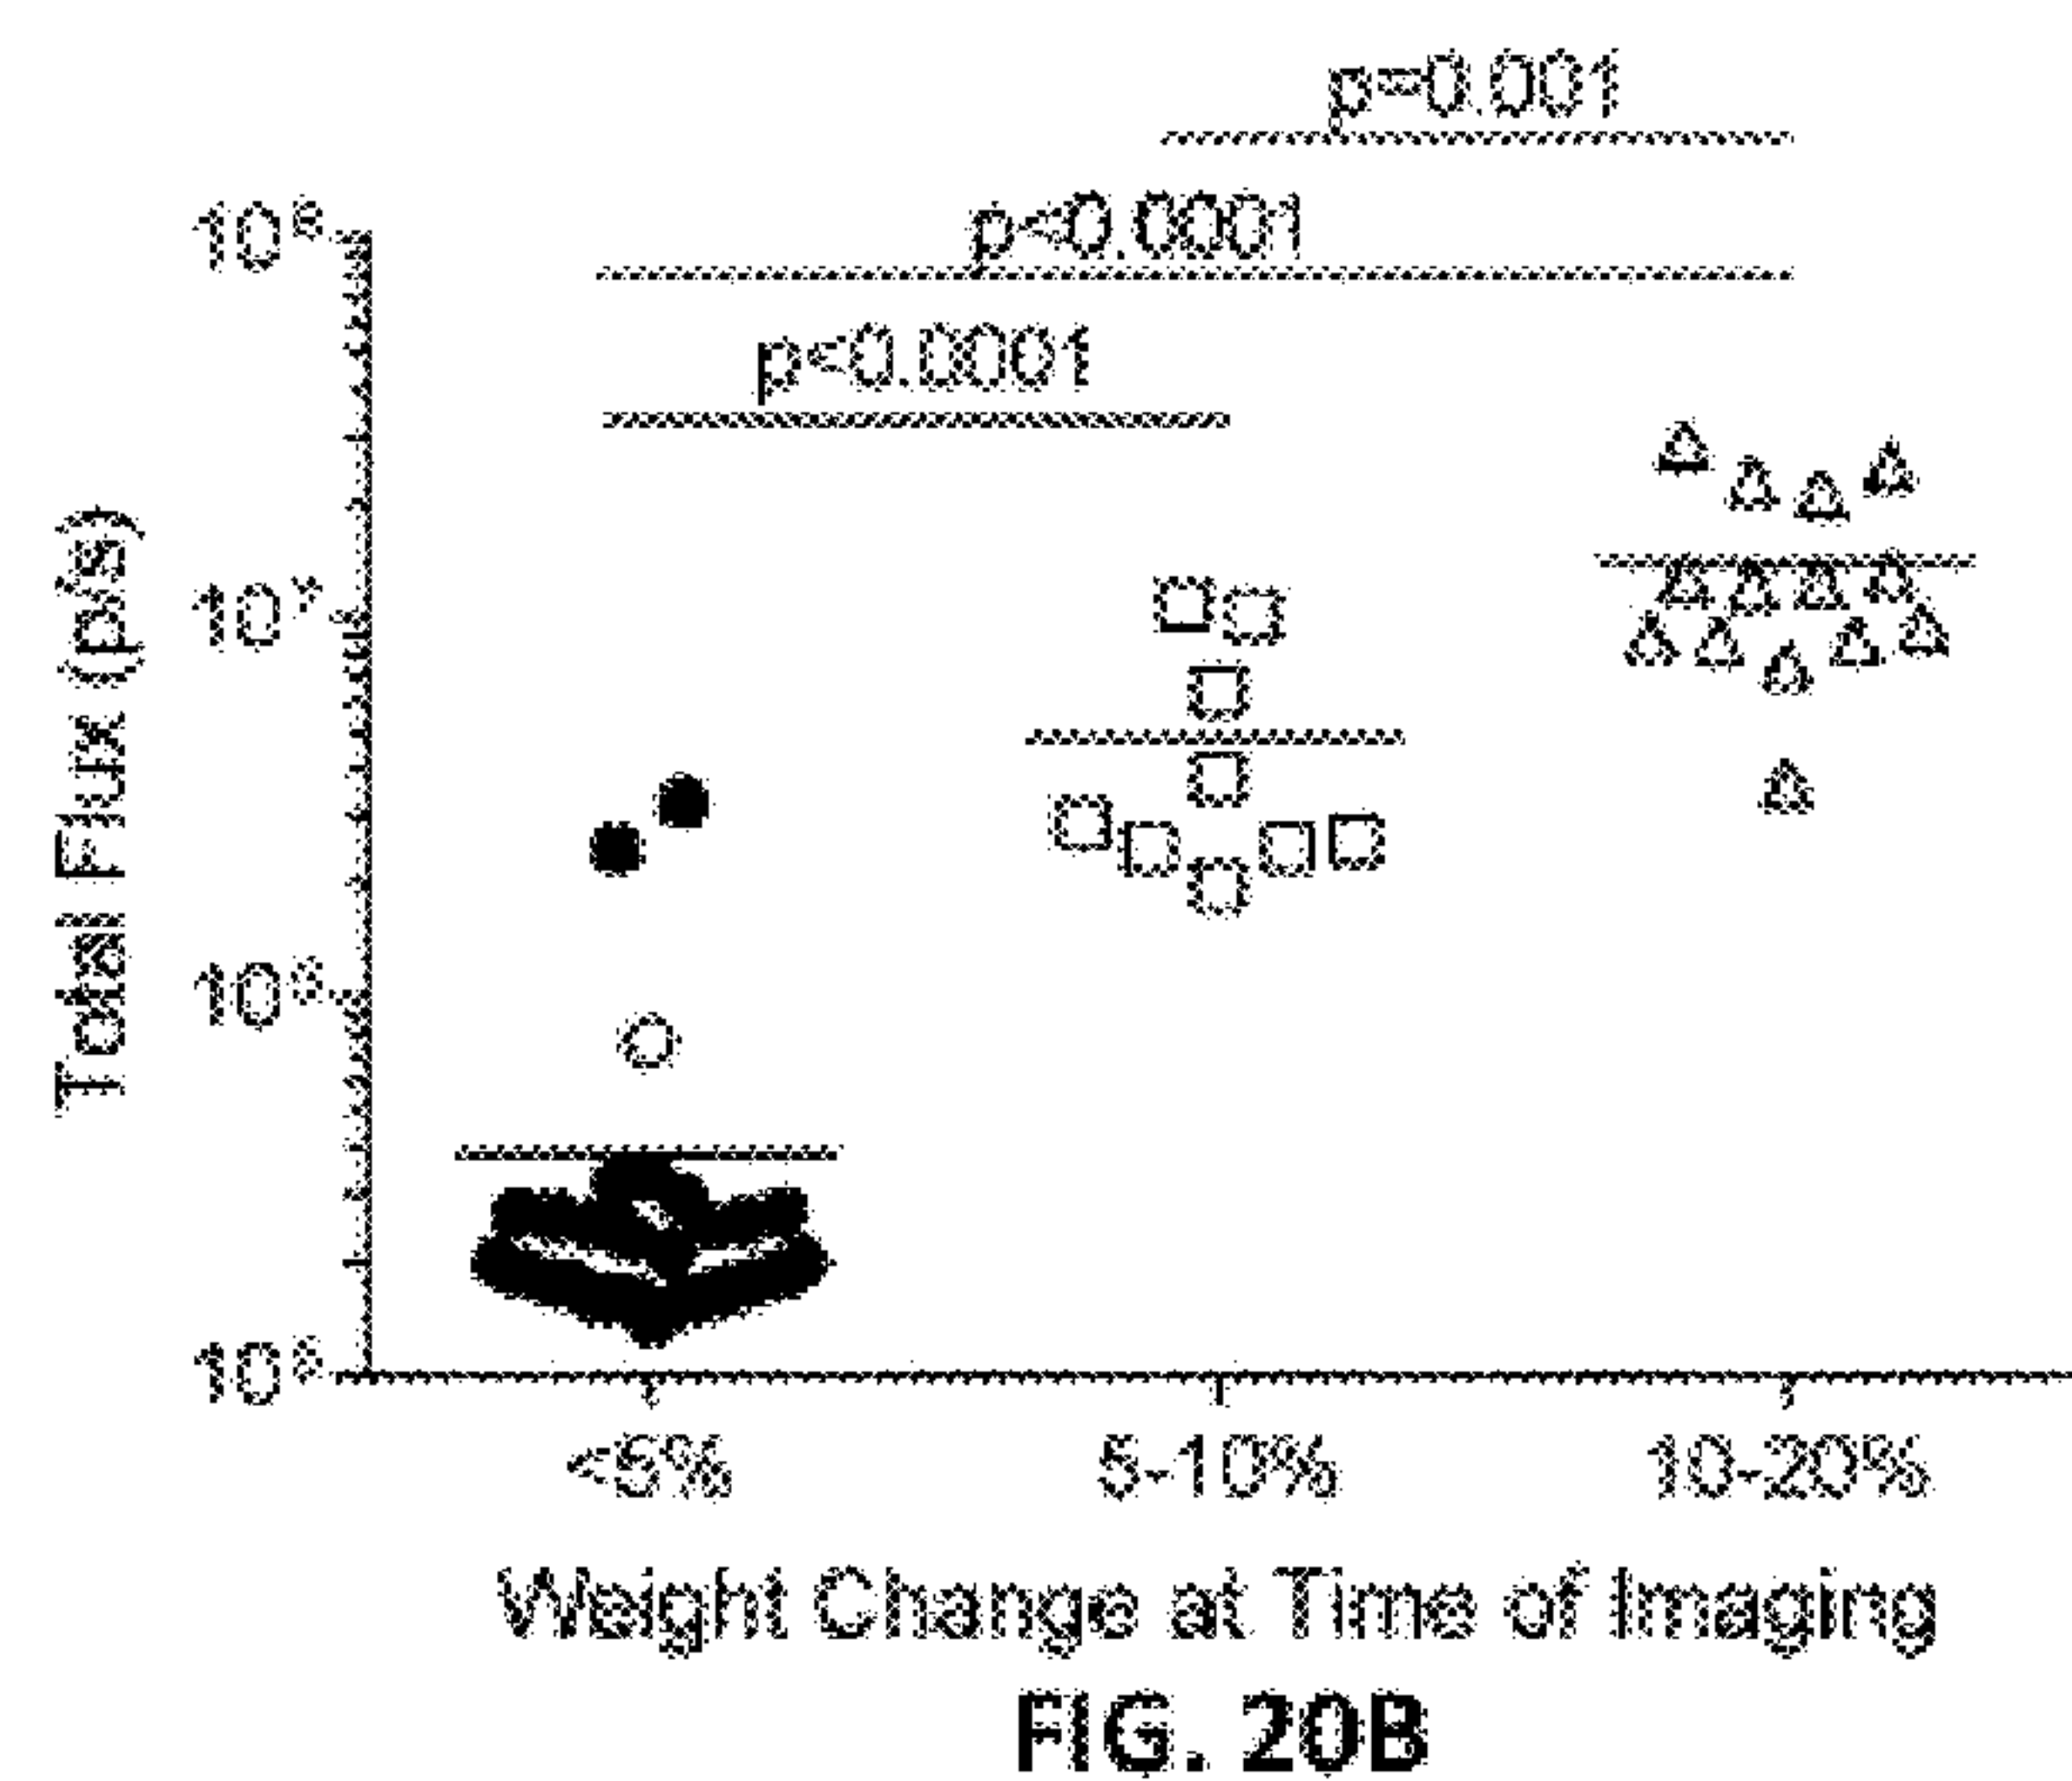 p=0.001
p<0.0001
p<0.0001
Total Flux (p/s)
10⁸
10⁷
10⁶
10⁵
<5%
5-10%
10-20%
Weight Change at Time of Imaging
FIG. 20B